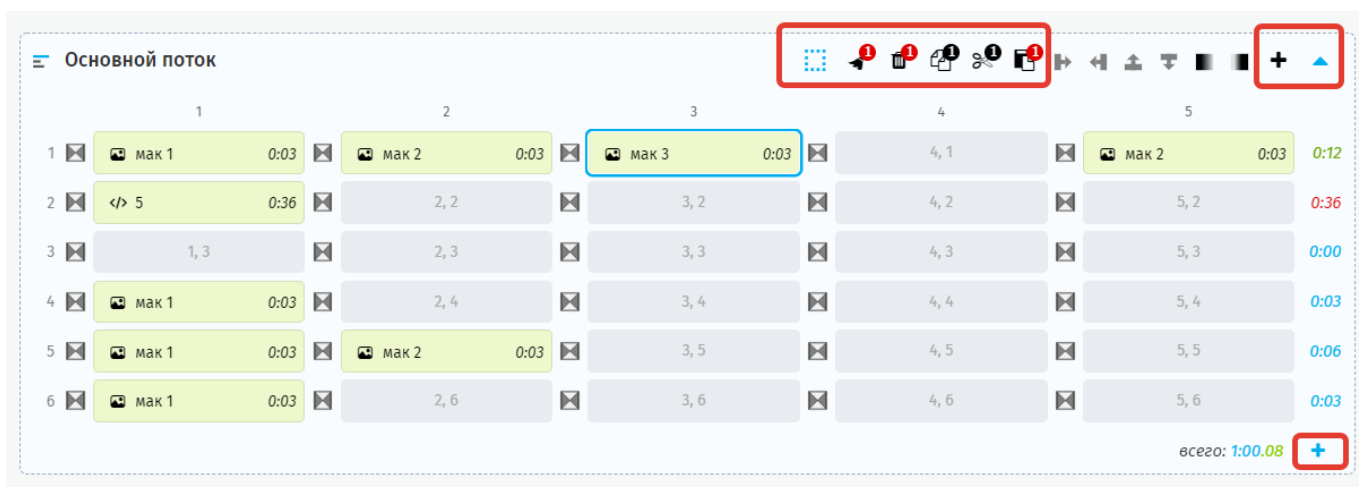 Основной поток
1 1 1 1 1
1 2 3 4 5
1 мак 1 0:03 мак 2 0:03 мак 3 0:03 4, 1 мак 2 0:03 0:12
2 </> 5 0:36 2, 2 3, 2 4, 2 5, 2 0:36
3 1, 3 2, 3 3, 3 4, 3 5, 3 0:00
4 мак 1 0:03 2, 4 3, 4 4, 4 5, 4 0:03
5 мак 1 0:03 мак 2 0:03 3, 5 4, 5 5, 5 0:06
6 мак 1 0:03 2, 6 3, 6 4, 6 5, 6 0:03
всего: 1:00.08